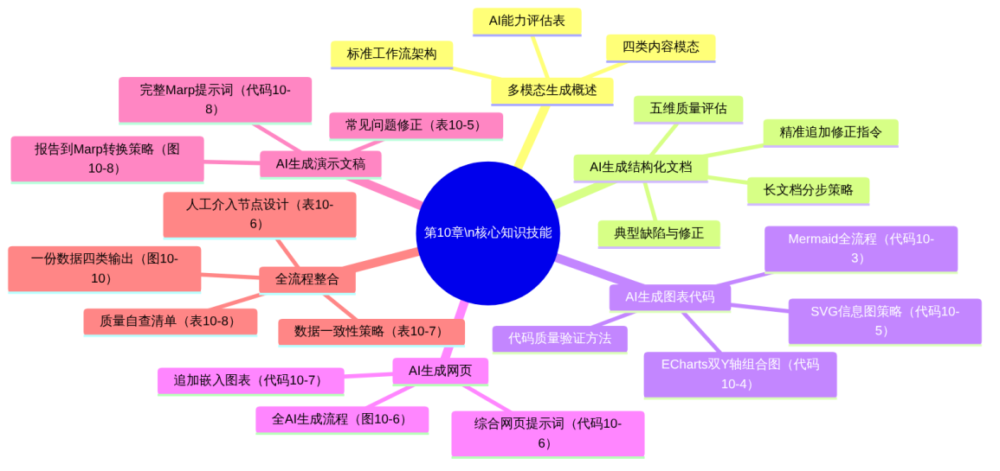 第10章\n核心知识技能
多模态生成概述
标准工作流架构
AI能力评估表
四类内容模态
AI生成结构化文档
五维质量评估
精准追加修正指令
长文档分步策略
典型缺陷与修正
AI生成图表代码
Mermaid全流程（代码10-
3）
SVG信息图策略（代码10-
5）
ECharts双Y轴组合图（代码
10-4）
代码质量验证方法
AI生成网页
追加嵌入图表（代码10-7）
全AI生成流程（图10-6）
综合网页提示词（代码10-
6）
全流程整合
人工介入节点设计（表10-
6）
一份数据四类输出（图10-
10）
质量自查清单（表10-8）
数据一致性策略（表10-7）
AI生成演示文稿
完整Marp提示词（代码10-
8）
常见问题修正（表10-5）
报告到Marp转换策略（图
10-8）